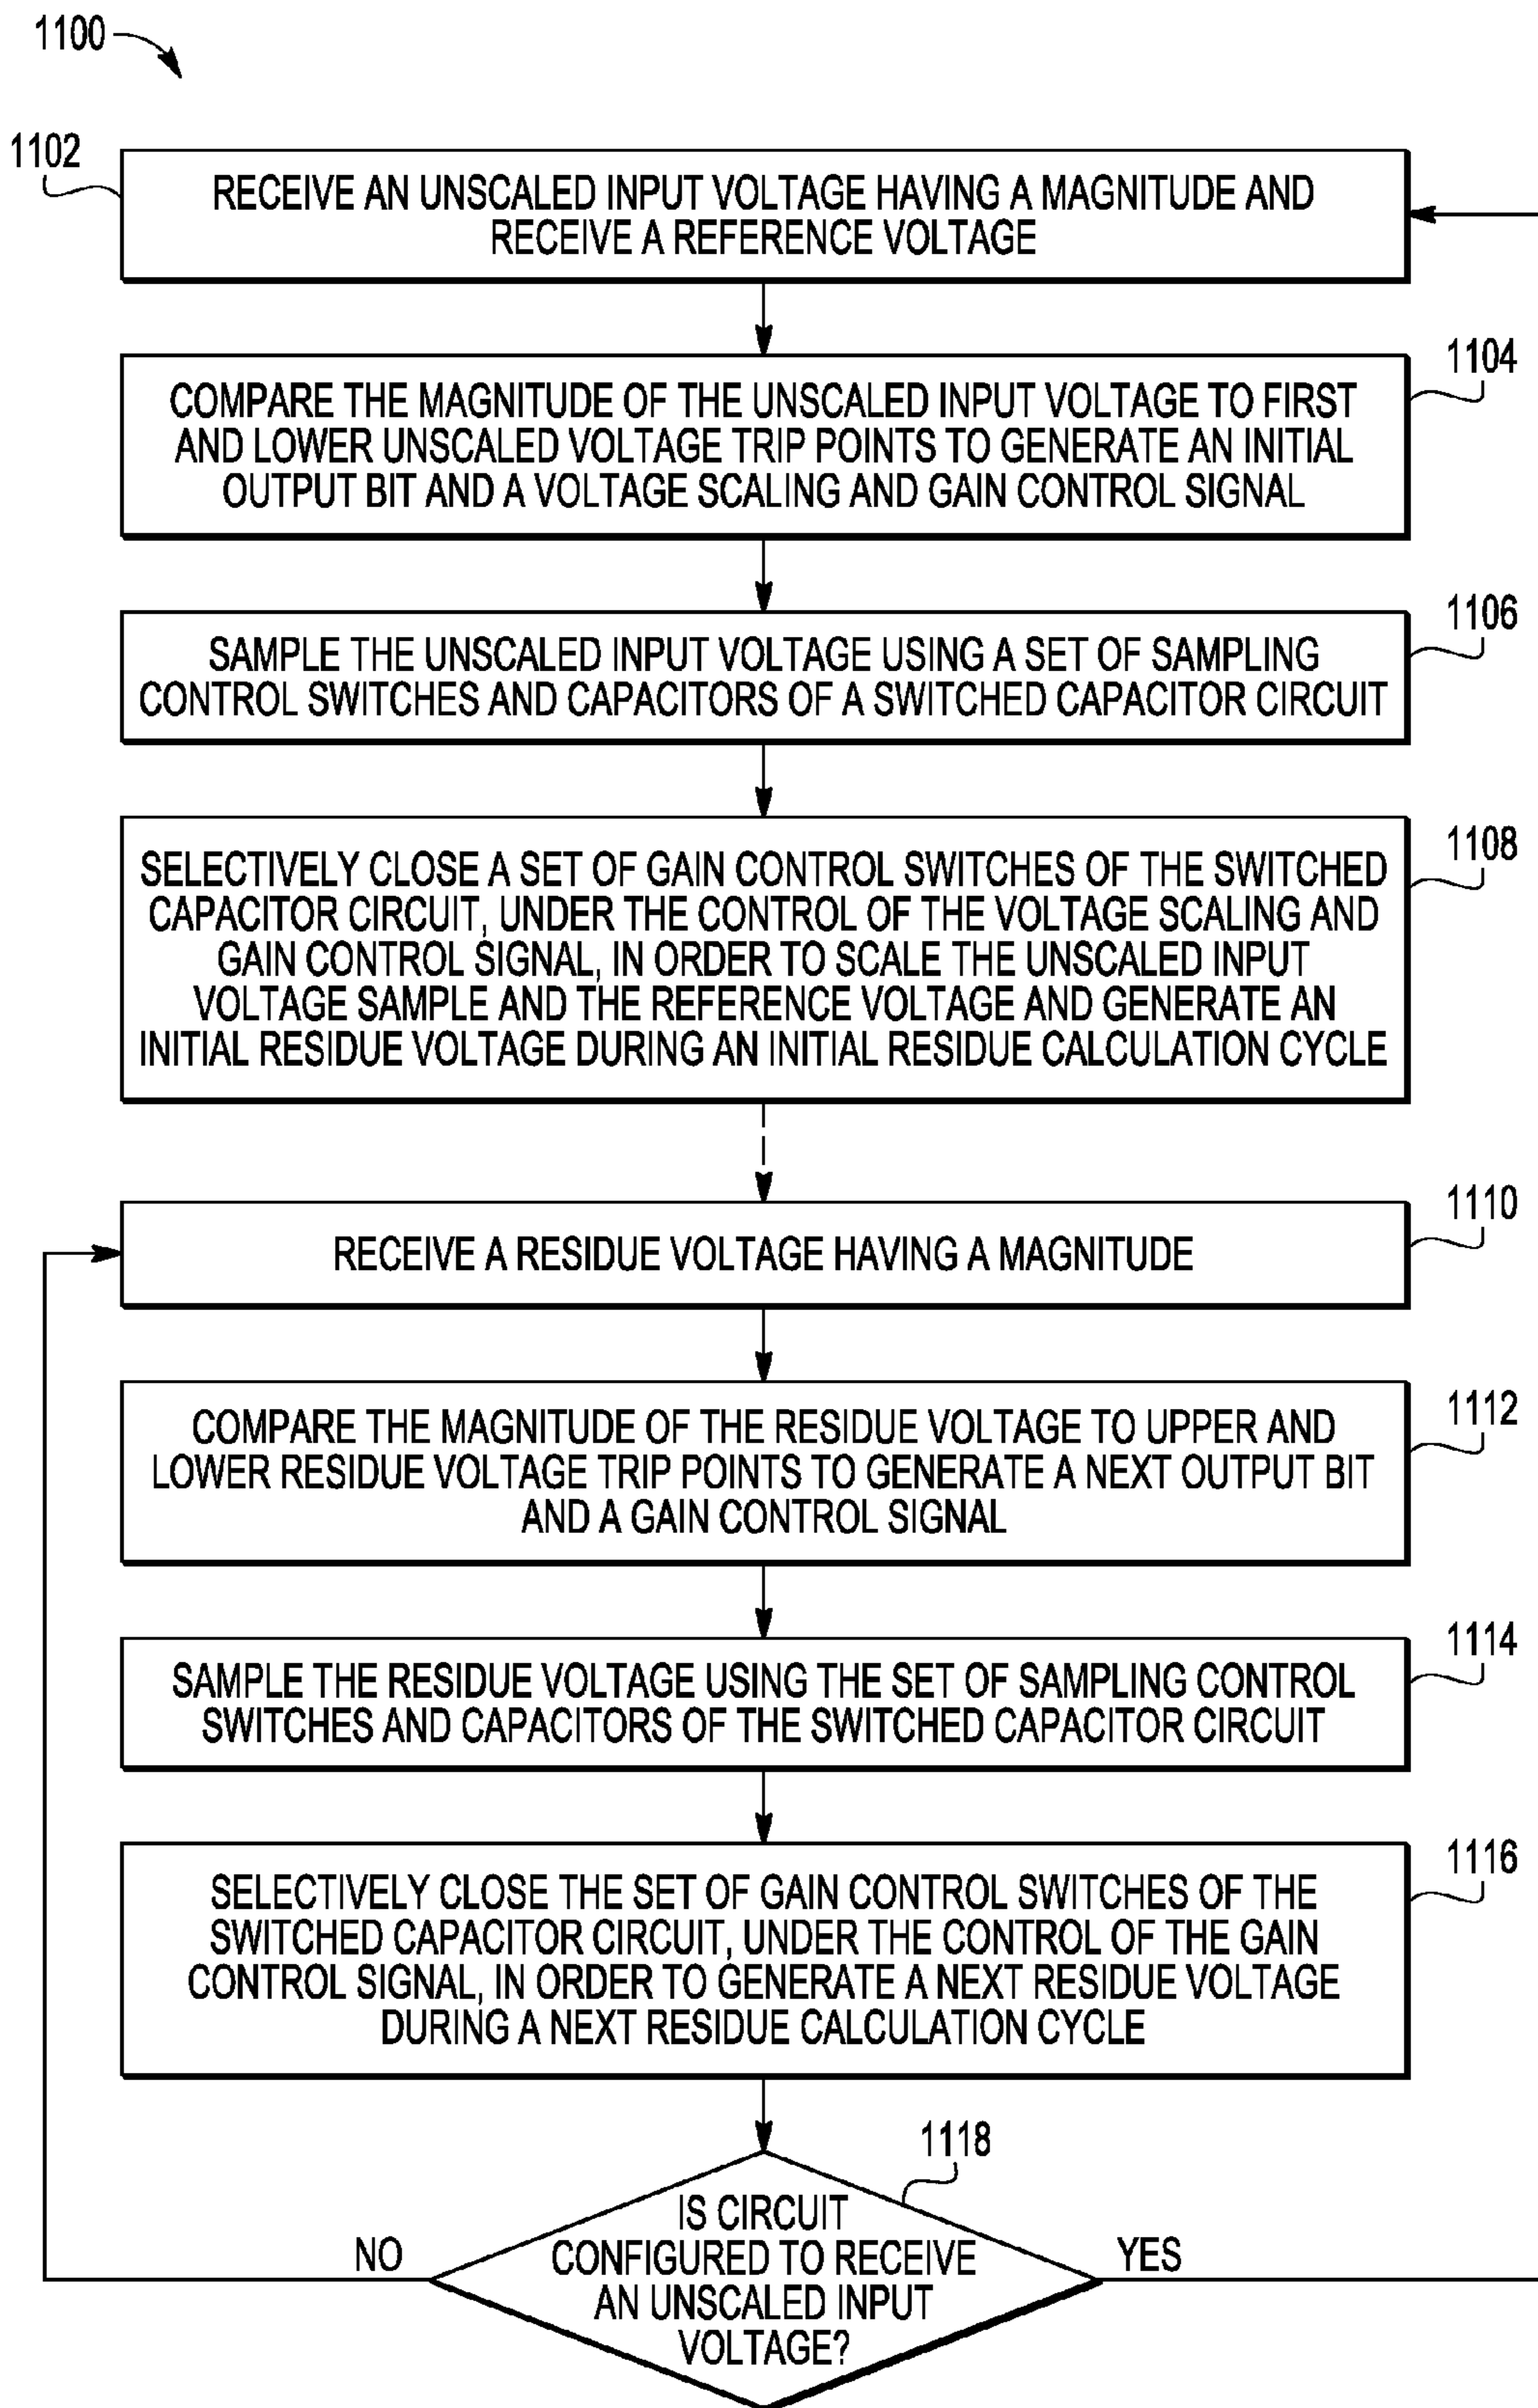 1100
1102
RECEIVE AN UNSCALED INPUT VOLTAGE HAVING A MAGNITUDE AND
RECEIVE A REFERENCE VOLTAGE
1104
COMPARE THE MAGNITUDE OF THE UNSCALED INPUT VOLTAGE TO FIRST
AND LOWER UNSCALED VOLTAGE TRIP POINTS TO GENERATE AN INITIAL
OUTPUT BIT AND A VOLTAGE SCALING AND GAIN CONTROL SIGNAL
1106
SAMPLE THE UNSCALED INPUT VOLTAGE USING A SET OF SAMPLING
CONTROL SWITCHES AND CAPACITORS OF A SWITCHED CAPACITOR CIRCUIT
1108
SELECTIVELY CLOSE A SET OF GAIN CONTROL SWITCHES OF THE SWITCHED
CAPACITOR CIRCUIT, UNDER THE CONTROL OF THE VOLTAGE SCALING AND
GAIN CONTROL SIGNAL, IN ORDER TO SCALE THE UNSCALED INPUT
VOLTAGE SAMPLE AND THE REFERENCE VOLTAGE AND GENERATE AN
INITIAL RESIDUE VOLTAGE DURING AN INITIAL RESIDUE CALCULATION CYCLE
1110
RECEIVE A RESIDUE VOLTAGE HAVING A MAGNITUDE
1112
COMPARE THE MAGNITUDE OF THE RESIDUE VOLTAGE TO UPPER AND
LOWER RESIDUE VOLTAGE TRIP POINTS TO GENERATE A NEXT OUTPUT BIT
AND A GAIN CONTROL SIGNAL
1114
SAMPLE THE RESIDUE VOLTAGE USING THE SET OF SAMPLING CONTROL
SWITCHES AND CAPACITORS OF THE SWITCHED CAPACITOR CIRCUIT
1116
SELECTIVELY CLOSE THE SET OF GAIN CONTROL SWITCHES OF THE
SWITCHED CAPACITOR CIRCUIT, UNDER THE CONTROL OF THE GAIN
CONTROL SIGNAL, IN ORDER TO GENERATE A NEXT RESIDUE VOLTAGE
DURING A NEXT RESIDUE CALCULATION CYCLE
1118
IS CIRCUIT
CONFIGURED TO RECEIVE
AN UNSCALED INPUT
VOLTAGE?
NO
YES